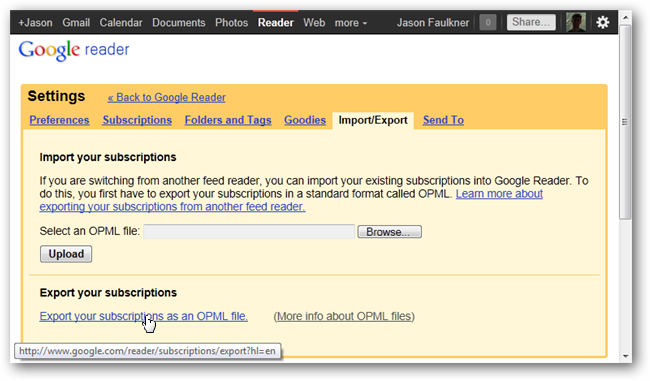 +Jason Gmail Calendar Documents Photos Reader Web more Jason Faulkner 0 Share...
Google reader
Settings « Back to Google Reader
Preferences Subscriptions Folders and Tags Goodies Import/Export Send To
Import your subscriptions
If you are switching from another feed reader, you can import your existing subscriptions into Google Reader. To
do this, you first have to export your subscriptions in a standard format called OPML. Learn more about
exporting your subscriptions from another feed reader.
Select an OPML file: Browse...
Upload
Export your subscriptions
Export your subscriptions as an OPML file. (More info about OPML files)
http://www.google.com/reader/subscriptions/export?hl=en